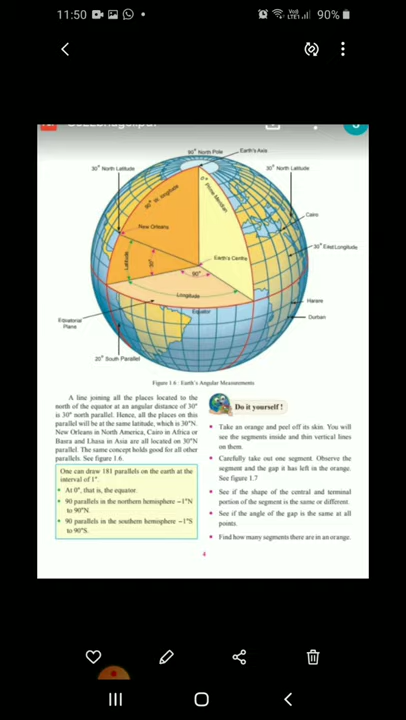 11:50
Vo)
LTE1
90%
90° North Pole
Earth's Axis
30° North Latitude
30° North Latitude
90° W. longitude
0° Prime Meridian
New Orleans
Cairo
Latitude
30°
Earth's Centre
30° East Longitude
90°
Longitude
Equator
Harare
Equatorial
Plane
Durban
20° South Parallel
Figure 1.6 : Earth's Angular Measurements
A line joining all the places located to
the north of the equator at an angular distance of 30°
is 30° north parallel. Hence, all the places on this
parallel will be at the same latitude, which is 30°N.
New Orleans in North America, Cairo in Africa or
Basra and Lhasa in Asia are all located on 30°N
parallel. The same concept holds good for all other
parallels. See figure 1.6.
One can draw 181 parallels on the earth at the
interval of 1°.
• At 0°, that is, the equator.
• 90 parallels in the northern hemisphere –1°N
to 90°N.
• 90 parallels in the southern hemisphere –1°S
to 90°S.
Do it yourself !
• Take an orange and peel off its skin. You will
see the segments inside and thin vertical lines
on them.
• Carefully take out one segment. Observe the
segment and the gap it has left in the orange.
See figure 1.7
• See if the shape of the central and terminal
portion of the segment is the same or different.
• See if the angle of the gap is the same at all
points.
• Find how many segments there are in an orange.
4